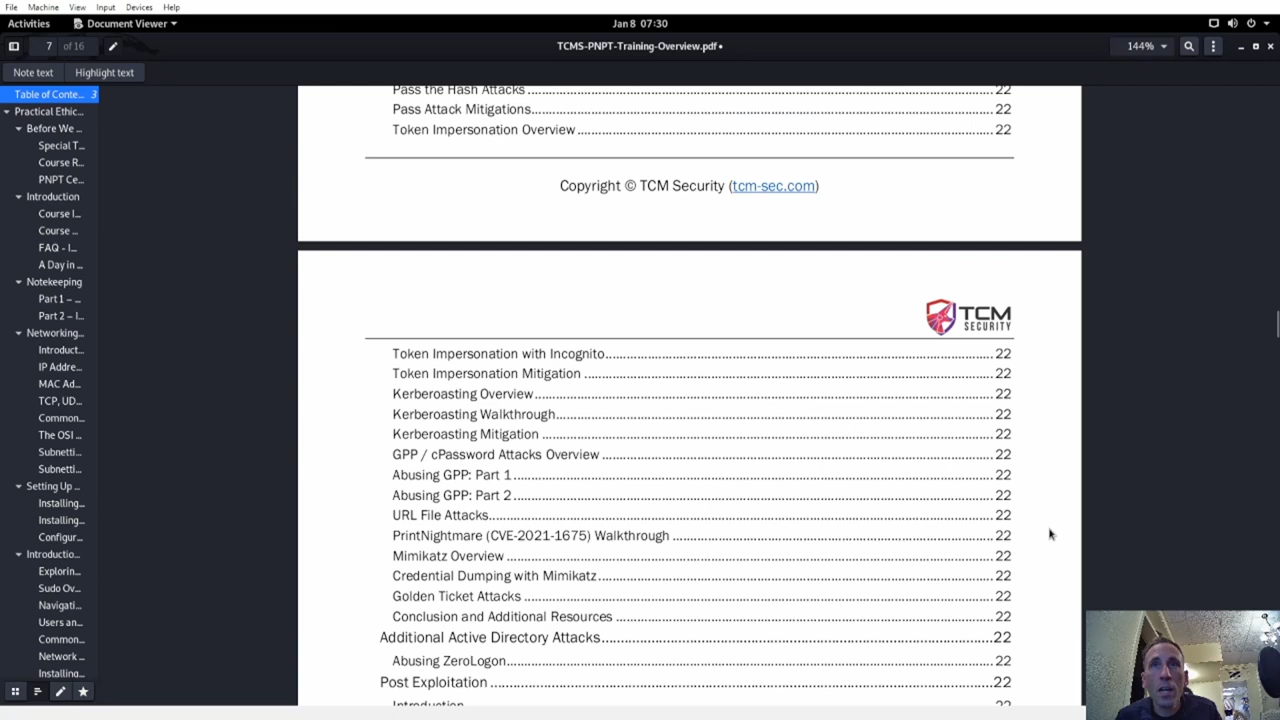 File Machine View Input Devices Help
Activities Document Viewer Jan 8 07:30
7 of 16 TCMS-PNPT-Training-Overview.pdf• 144%
Note text Highlight text
Table of Conte... 3
Practical Ethic...
Before We ...
Special T...
Course R...
PNPT Ce...
Introduction
Course I...
Course ...
FAQ - I...
A Day in ...
Notekeeping
Part 1 – ...
Part 2 – I...
Networking...
Introduct...
IP Addre...
MAC Ad...
TCP, UD...
Common...
The OSI ...
Subnetti...
Subnetti...
Setting Up ...
Installing...
Installing...
Configur...
Introductio...
Explorin...
Sudo Ov...
Navigati...
Users an...
Common...
Network ...
Installing...
Pass the Hash Attacks 22
Pass Attack Mitigations 22
Token Impersonation Overview 22
Copyright © TCM Security (tcm-sec.com)
TCM
SECURITY
Token Impersonation with Incognito 22
Token Impersonation Mitigation 22
Kerberoasting Overview 22
Kerberoasting Walkthrough 22
Kerberoasting Mitigation 22
GPP / cPassword Attacks Overview 22
Abusing GPP: Part 1 22
Abusing GPP: Part 2 22
URL File Attacks 22
PrintNightmare (CVE-2021-1675) Walkthrough 22
Mimikatz Overview 22
Credential Dumping with Mimikatz 22
Golden Ticket Attacks 22
Conclusion and Additional Resources 22
Additional Active Directory Attacks 22
Abusing ZeroLogon 22
Post Exploitation 22
Introduction 22